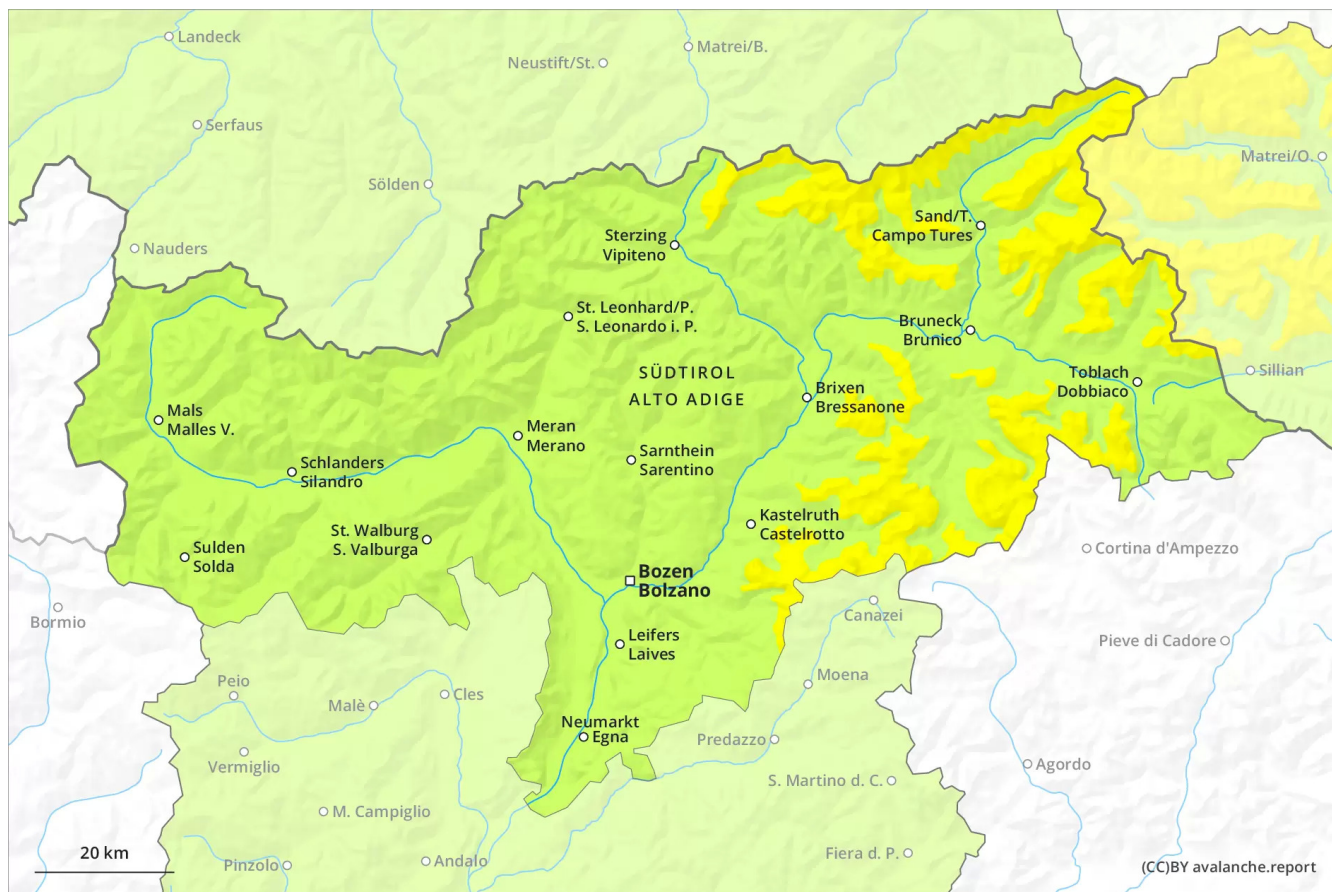 Landeck
Matrei/B.
Neustift/St.
Serfaus
Matrei/O.
Sölden
Sand/T.
Campo Tures
Sterzing
Vipiteno
Nauders
St. Leonhard/P.
S. Leonardo i. P.
Bruneck
Brunico
SÜDTIROL
ALTO ADIGE
Toblach
Dobbiaco
Sillian
Brixen
Bressanone
Mals
Malles V.
Meran
Merano
Sarnthein
Sarentino
Schlanders
Silandro
Kastelruth
Castelrotto
St. Walburg
S. Valburga
Sulden
Solda
Cortina d'Ampezzo
Bozen
Bolzano
Bormio
Canazei
Leifers
Laives
Pieve di Cadore
Moena
Peio
Cles
Malè
Neumarkt
Egna
Predazzo
Vermiglio
Agordo
S. Martino d. C.
M. Campiglio
20 km
Pinzolo
Andalo
Fiera d. P.
(CC)BY avalanche.report